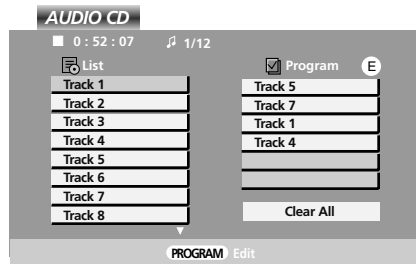 AUDIO CD
0 : 52 : 07 1/12
List
Track 1
Track 2
Track 3
Track 4
Track 5
Track 6
Track 7
Track 8
Program E
Track 5
Track 7
Track 1
Track 4
Clear All
PROGRAM Edit